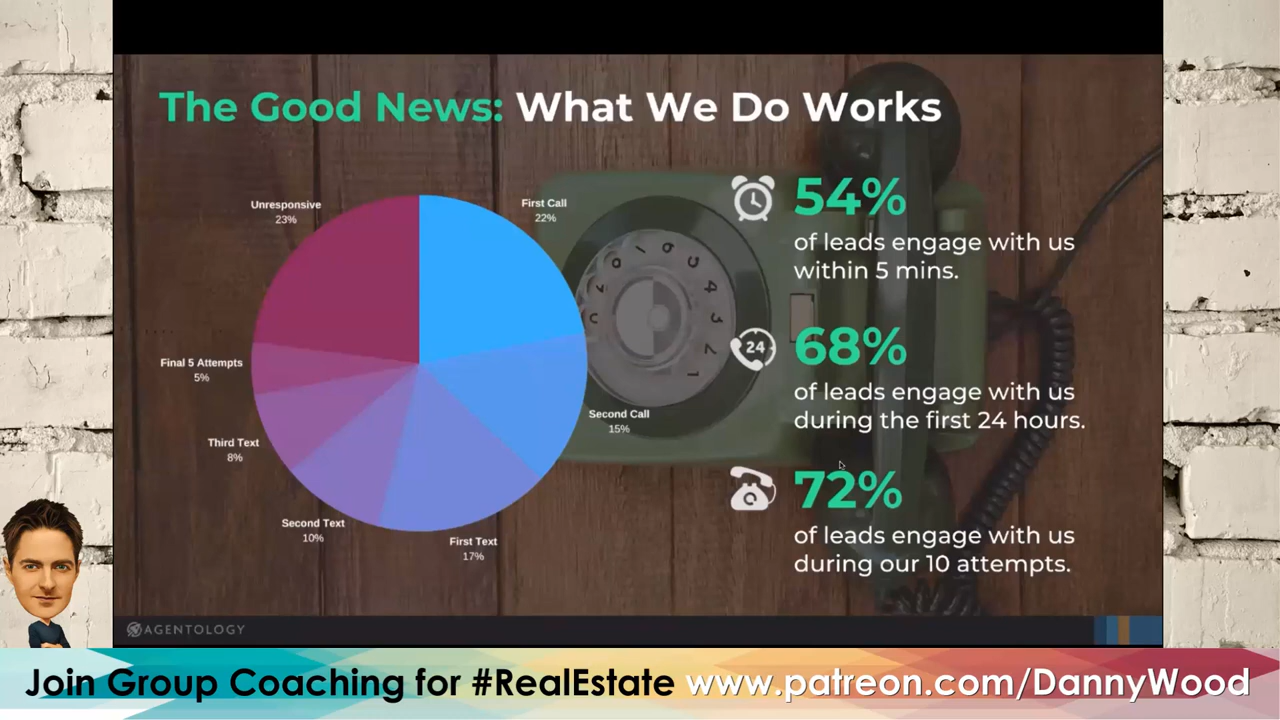 The Good News: What We Do Works
Unresponsive
23%
First Call
22%
Final 5 Attempts
5%
Second Call
15%
Third Text
8%
Second Text
10%
First Text
17%
54%
of leads engage with us
within 5 mins.
24
68%
of leads engage with us
during the first 24 hours.
72%
of leads engage with us
during our 10 attempts.
AGENTOLOGY
Join Group Coaching for #RealEstate www.patreon.com/DannyWood